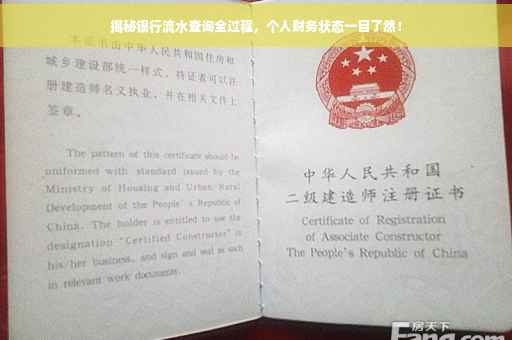 揭秘银行流水查询全过程，个人财务状态一目了然！
本证书由中华人民共和国住房和
城乡建设部统一样式，持证者可以注
册建造师名义执业，并在相关文件上
签章。
The pattern of this certificate should be
uniformed with standard issued by the
Ministry of Housing and Urban Rural
Development of the People's Republic of
China. The holder is entitled to use the
designation "Certified Constructor" in
his/her business, and sign and seal as such
in relevant work documents.
中华人民共和国
二级建造师注册证书
Certificate of Registration
of Associate Constructor
The People's Republic of China
房天下
Fang.com